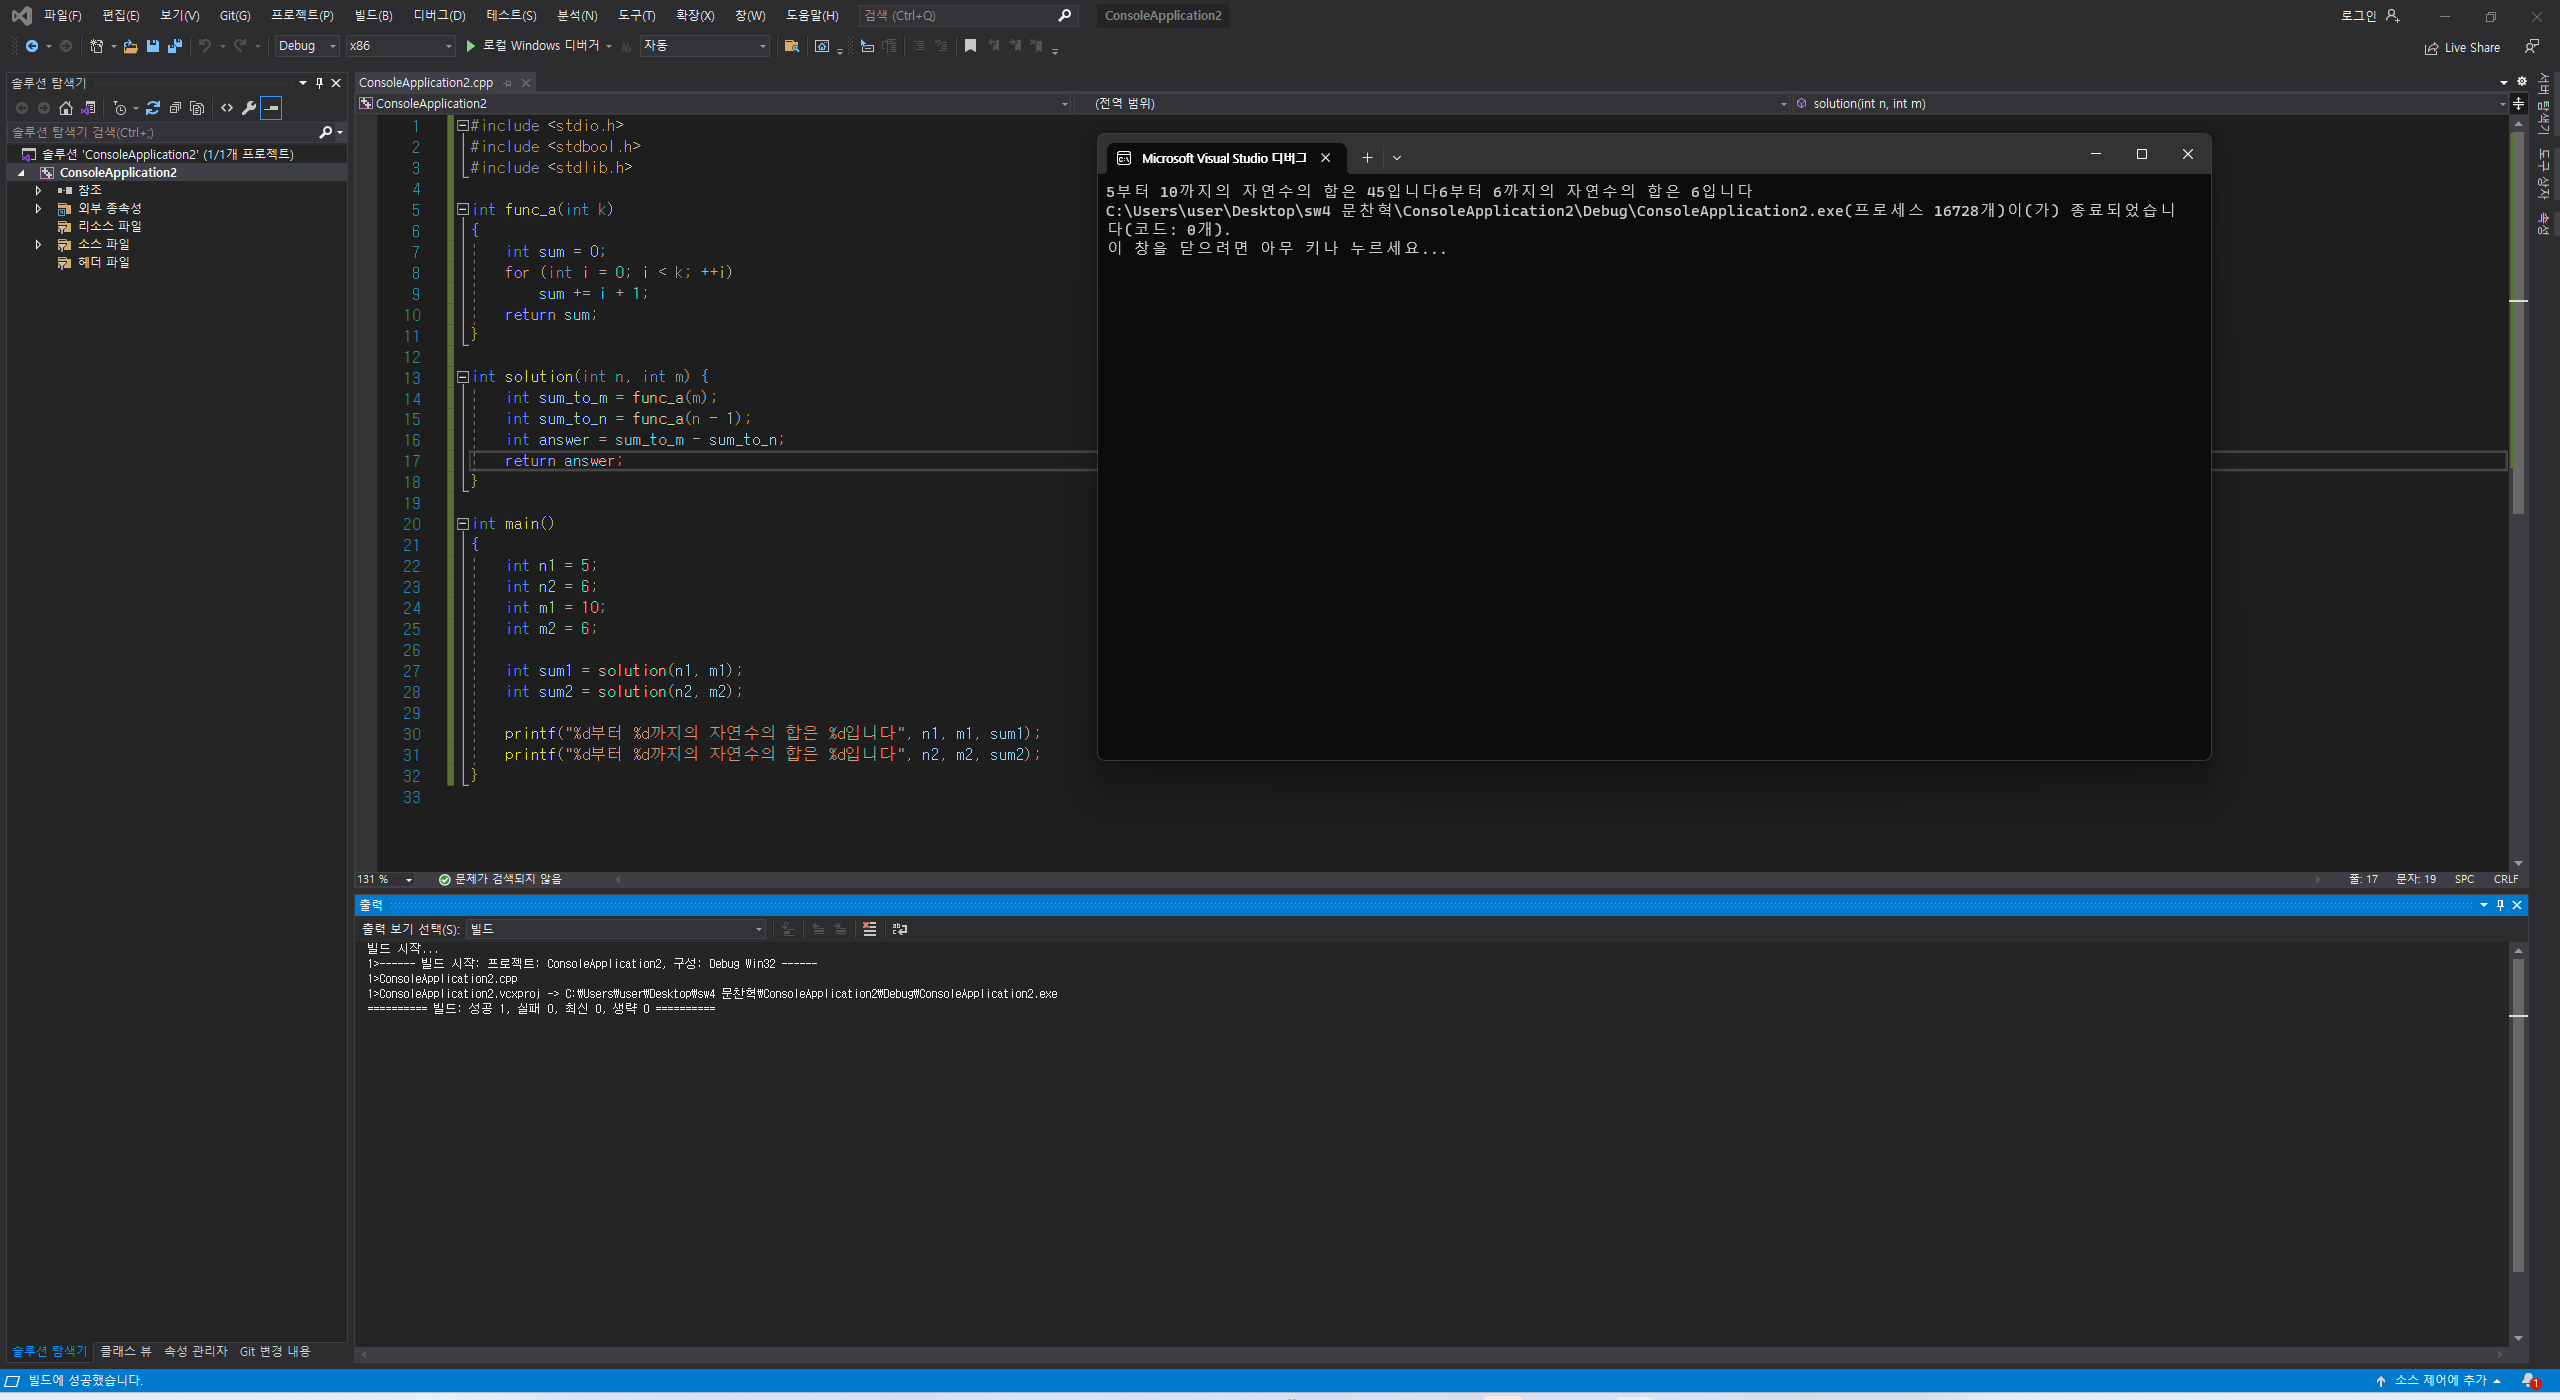 파일(F) 편집(E) 보기(V) Git(G) 프로젝트(P) 빌드(B) 디버그(D) 테스트(S) 분석(N) 도구(T) 확장(X) 창(W) 도움말(H) 검색 (Ctrl+Q) ConsoleApplication2 로그인
Debug x86 로컬 Windows 디버거 자동 Live Share
솔루션 탐색기
솔루션 탐색기 검색(Ctrl+;)
솔루션 'ConsoleApplication2' (1/1개 프로젝트)
ConsoleApplication2
참조
외부 종속성
리소스 파일
소스 파일
헤더 파일
솔루션 탐색기 클래스 뷰 속성 관리자 Git 변경 내용
ConsoleApplication2.cpp
ConsoleApplication2 (전역 범위) solution(int n, int m)
1 #include <stdio.h>
2 #include <stdbool.h>
3 #include <stdlib.h>
4
5 int func_a(int k)
6 {
7 int sum = 0;
8 for (int i = 0; i < k; ++i)
9 sum += i + 1;
10 return sum;
11 }
12
13 int solution(int n, int m) {
14 int sum_to_m = func_a(m);
15 int sum_to_n = func_a(n - 1);
16 int answer = sum_to_m - sum_to_n;
17 return answer;
18 }
19
20 int main()
21 {
22 int n1 = 5;
23 int n2 = 6;
24 int m1 = 10;
25 int m2 = 6;
26
27 int sum1 = solution(n1, m1);
28 int sum2 = solution(n2, m2);
29
30 printf("%d부터 %d까지의 자연수의 합은 %d입니다", n1, m1, sum1);
31 printf("%d부터 %d까지의 자연수의 합은 %d입니다", n2, m2, sum2);
32 }
33
Microsoft Visual Studio 디버그
5부터 10까지의 자연수의 합은 45입니다6부터 6까지의 자연수의 합은 6입니다
C:\Users\user\Desktop\sw4 문찬혁\ConsoleApplication2\Debug\ConsoleApplication2.exe(프로세스 16728개)이(가) 종료되었습니
다(코드: 0개).
이 창을 닫으려면 아무 키나 누르세요...
서버 탐색기
도구 상자
속성
131 % 문제가 검색되지 않음 줄: 17 문자: 19 SPC CRLF
출력
출력 보기 선택(S): 빌드
빌드 시작...
1>------ 빌드 시작: 프로젝트: ConsoleApplication2, 구성: Debug Win32 ------
1>ConsoleApplication2.cpp
1>ConsoleApplication2.vcxproj -> C:₩Users₩user₩Desktop₩sw4 문찬혁₩ConsoleApplication2₩Debug₩ConsoleApplication2.exe
========== 빌드: 성공 1, 실패 0, 최신 0, 생략 0 ==========
빌드에 성공했습니다. 소스 제어에 추가 1